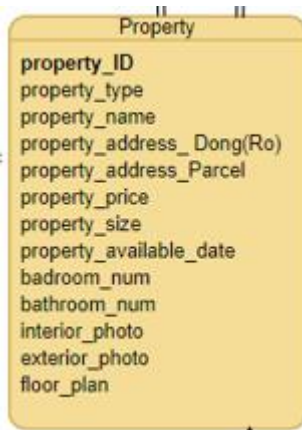 Property
property_ID
property_type
property_name
property_address_ Dong(Ro)
property_address_Parcel
property_price
property_size
property_available_date
badroom_num
bathroom_num
interior_photo
exterior_photo
floor_plan